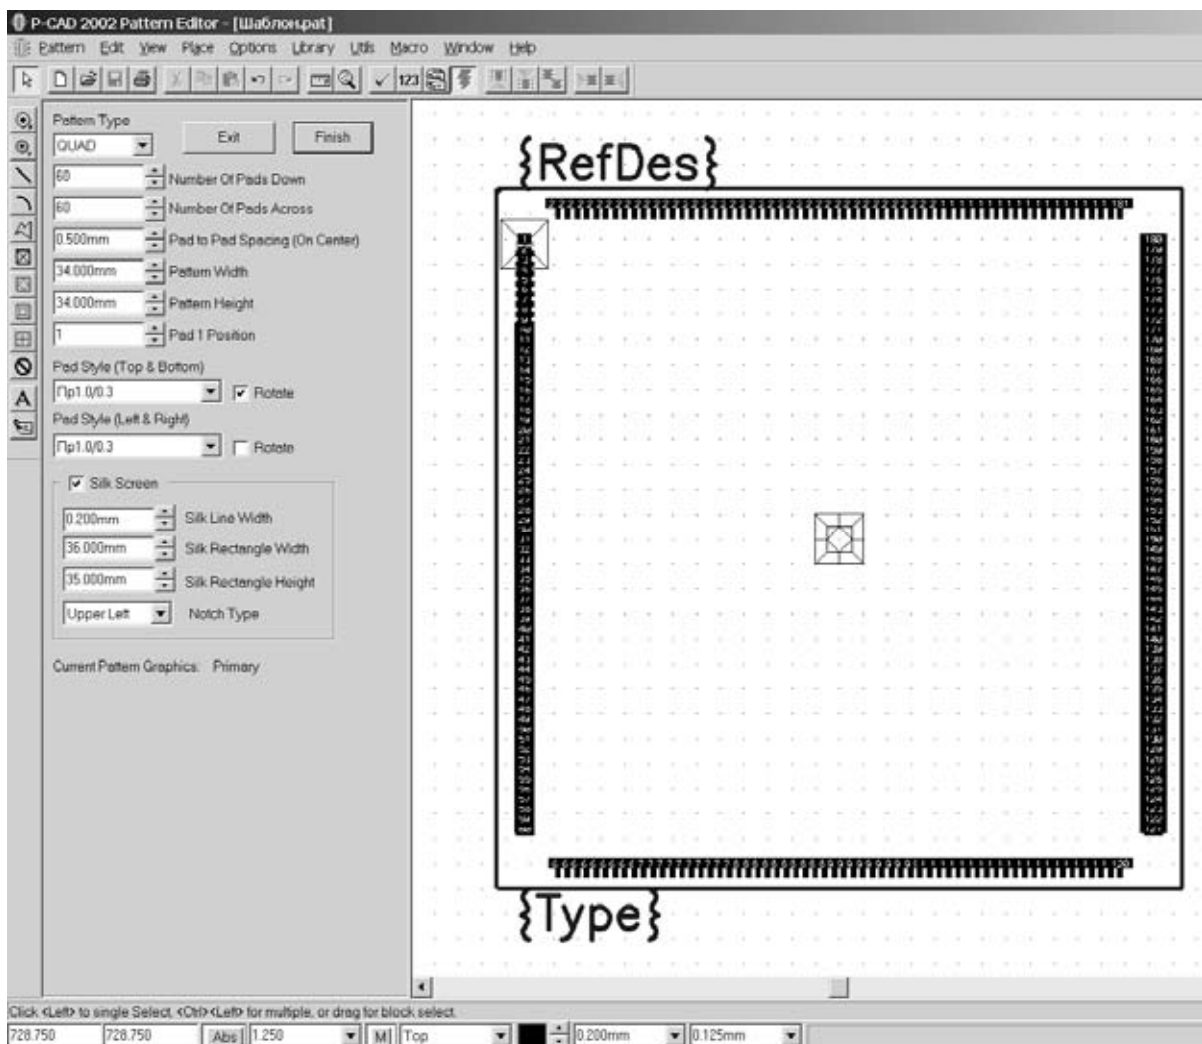 P-CAD 2002 Pattern Editor - [Шаблон.pat]
Pattern Edit View Place Options Library Utils Macro Window Help
123
Pattern Type
QUAD
Exit
Finish
60 Number Of Pads Down
60 Number Of Pads Across
0.500mm Pad to Pad Spacing (On Center)
34.000mm Pattern Width
34.000mm Pattern Height
1 Pad 1 Position
Pad Style (Top & Bottom)
Пр1.0/0.3 Rotate
Pad Style (Left & Right)
Пр1.0/0.3 Rotate
Silk Screen
0.200mm Silk Line Width
36.000mm Silk Rectangle Width
35.000mm Silk Rectangle Height
Upper Left Notch Type
Current Pattern Graphics: Primary
{RefDes}
{Type}
Click <Left> to single Select, <Ctrl><Left> for multiple, or drag for block select.
728.750 728.750 Abs 1.250 M Top 0.200mm 0.125mm